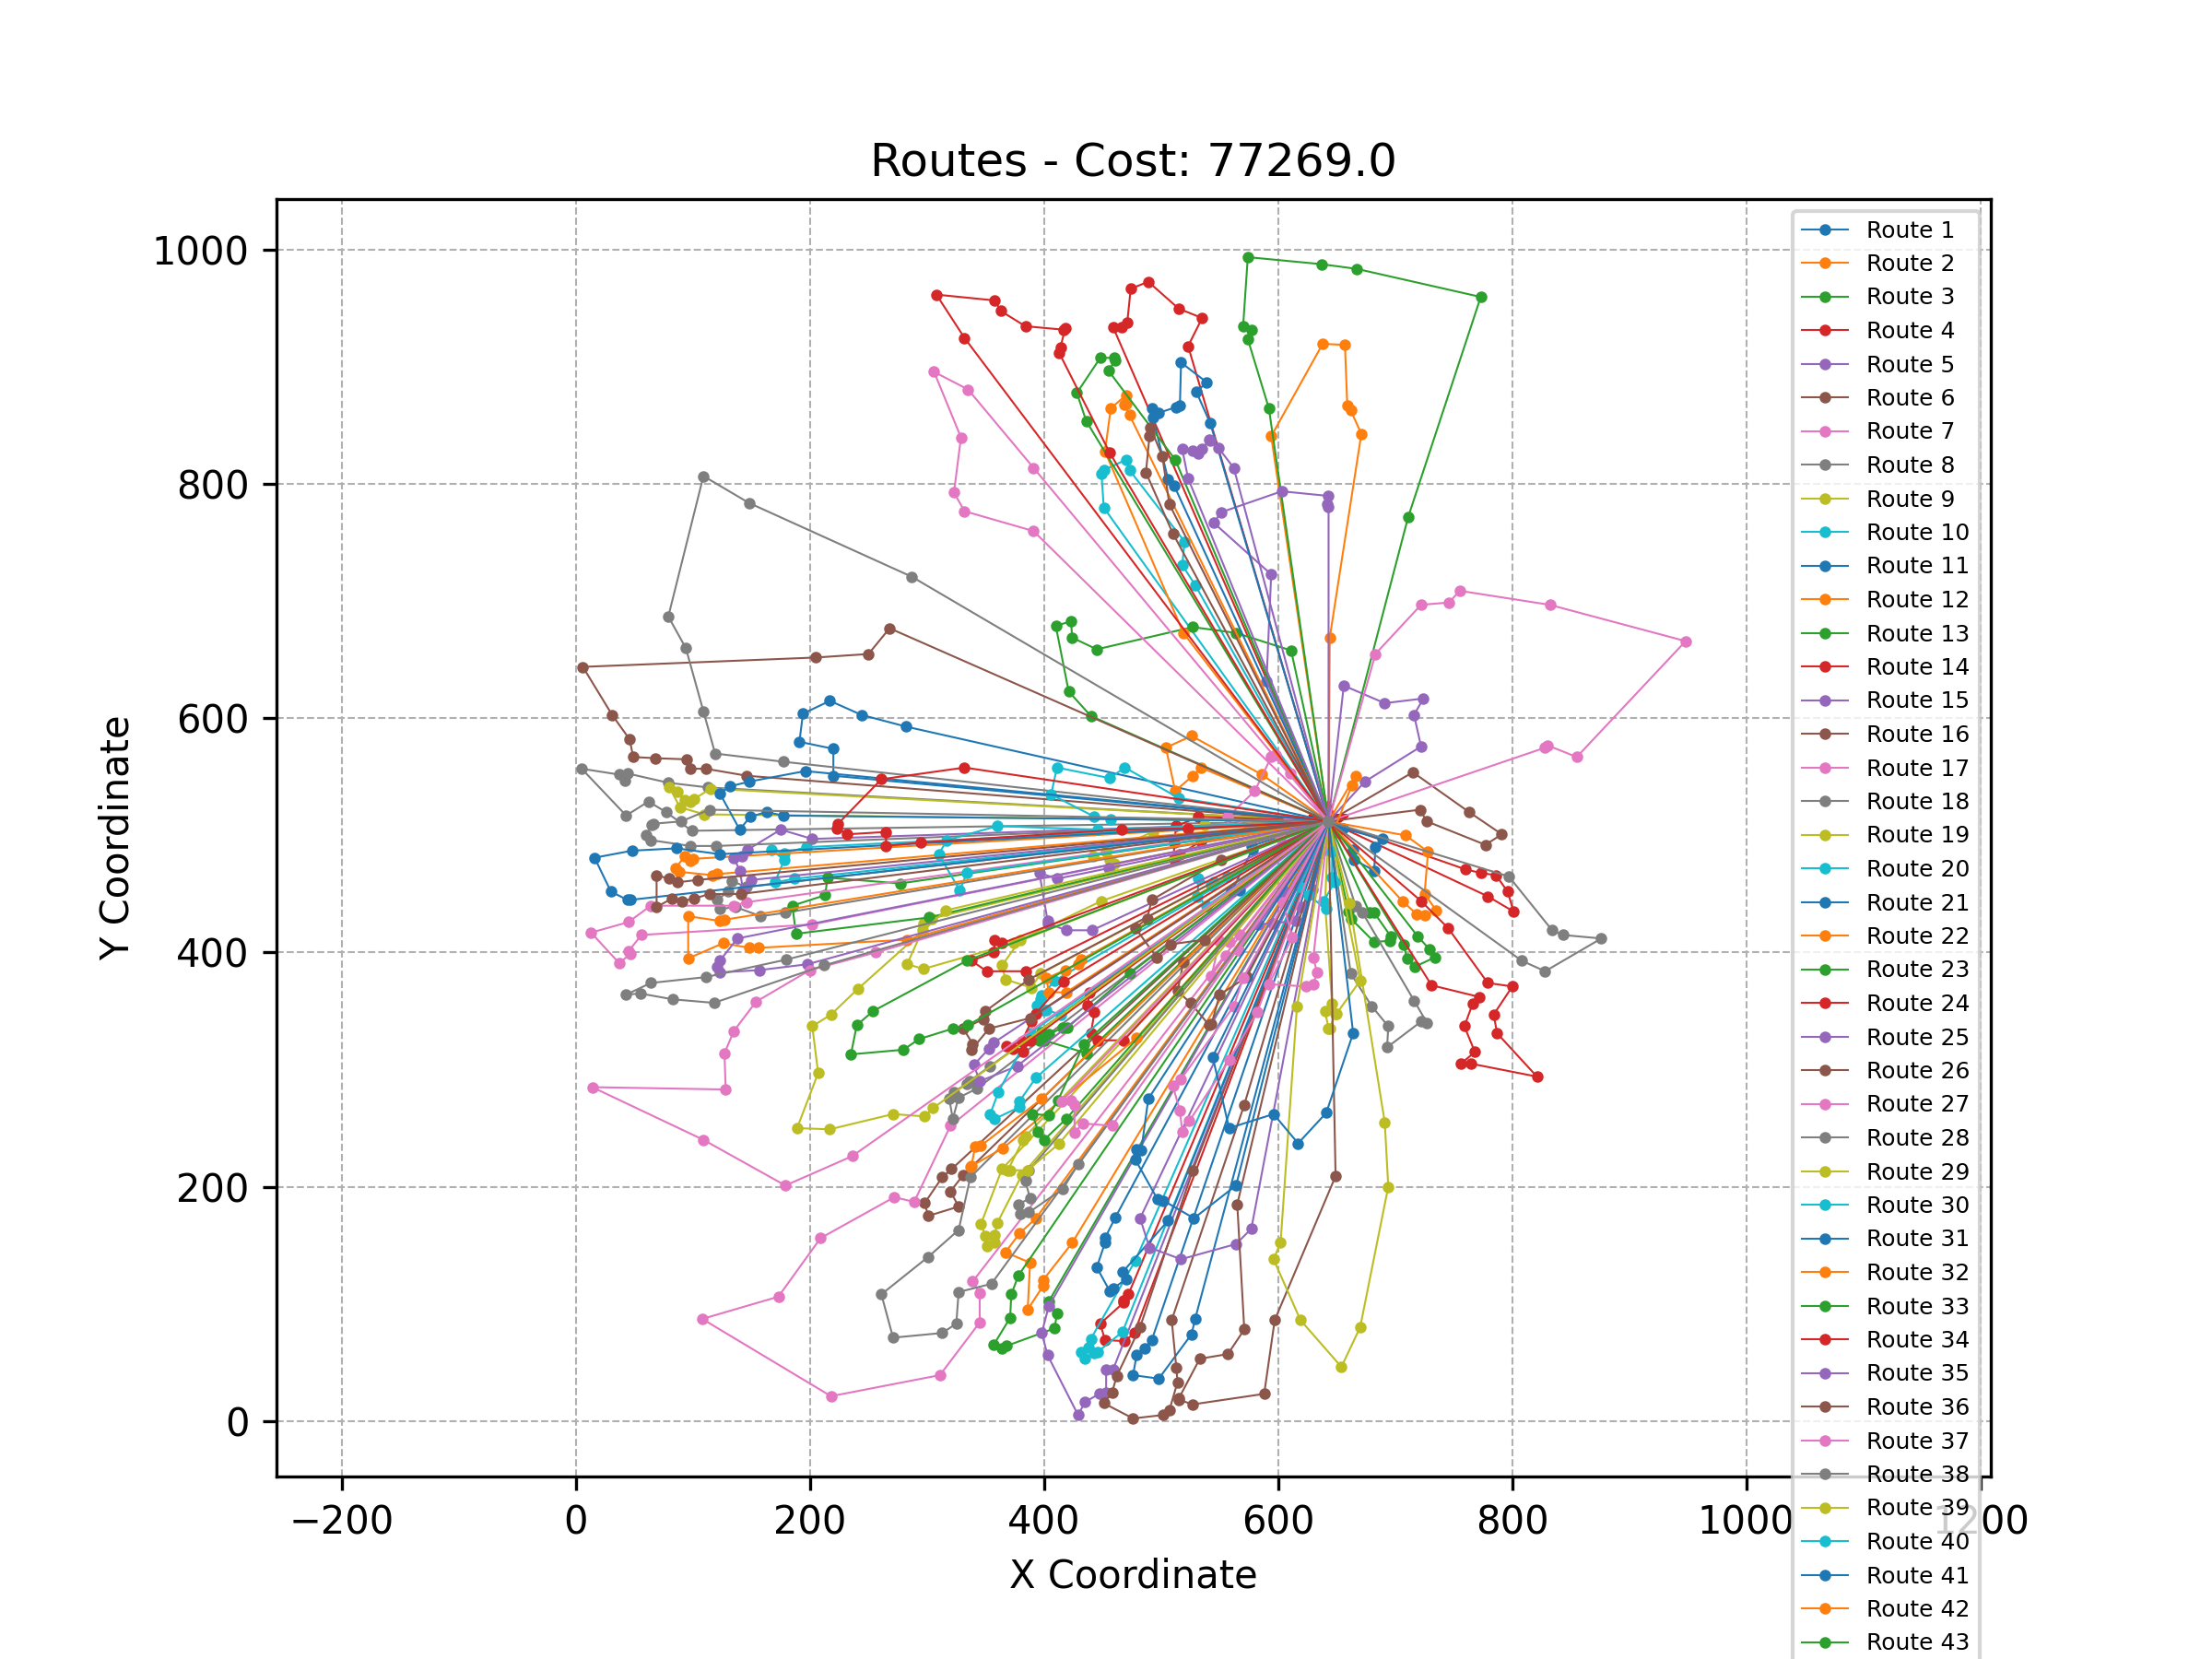 Routes - Cost: 77269.0
1000
800
600
400
200
0
Y Coordinate
−200
0
200
400
600
800
1000
1200
X Coordinate
Route 1
Route 2
Route 3
Route 4
Route 5
Route 6
Route 7
Route 8
Route 9
Route 10
Route 11
Route 12
Route 13
Route 14
Route 15
Route 16
Route 17
Route 18
Route 19
Route 20
Route 21
Route 22
Route 23
Route 24
Route 25
Route 26
Route 27
Route 28
Route 29
Route 30
Route 31
Route 32
Route 33
Route 34
Route 35
Route 36
Route 37
Route 38
Route 39
Route 40
Route 41
Route 42
Route 43